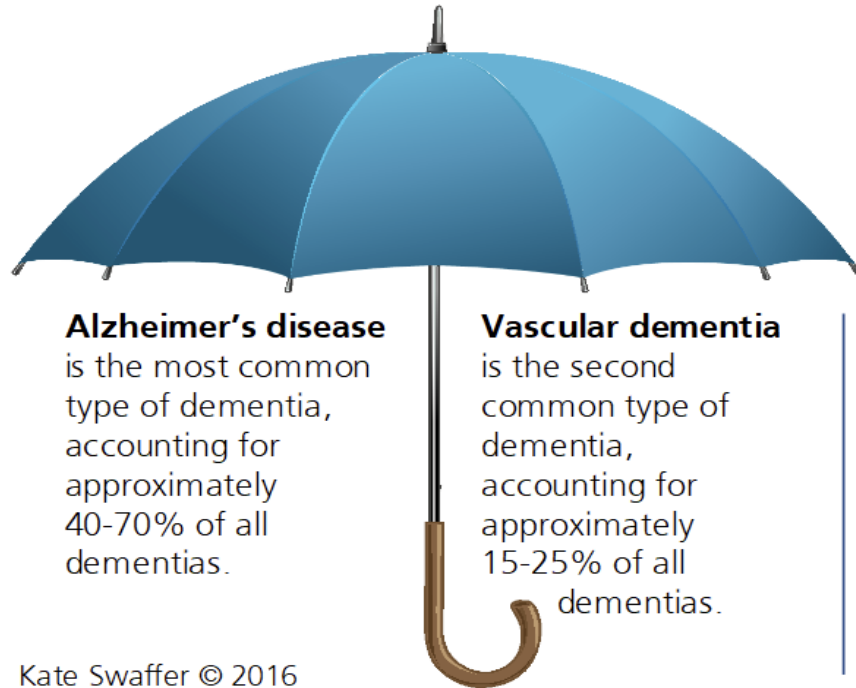 Alzheimer’s disease
is the most common
type of dementia,
accounting for
approximately
40-70% of all
dementias.
Vascular dementia
is the second
common type of
dementia,
accounting for
approximately
15-25% of all
dementias.
Kate Swaffer © 2016